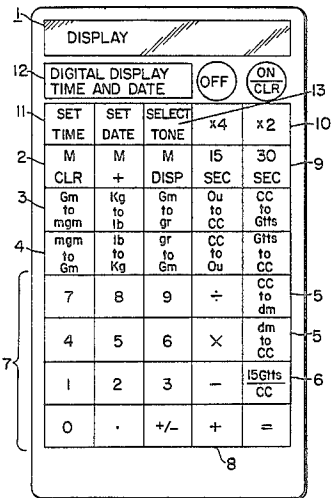 1
DISPLAY
12
DIGITAL DISPLAY
TIME AND DATE
OFF
ON
CLR
13
11
SET SET SELECT x4 x2
TIME DATE TONE
10
2
M M M 15 30
CLR + DISP SEC SEC
9
3
Gm Kg Gm Ou CC
to to to to to
mgm lb gr CC Gtts
4
mgm lb gr CC Gtts
to to to to to
Gm Kg Gm Ou CC
7
7 8 9 ÷ CC
to
dm
5
4 5 6 × dm
to
CC
5
1 2 3 − 15Gtts
CC
6
0 . +/− + =
8